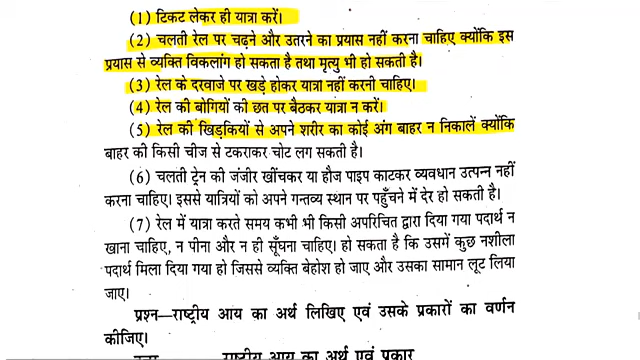 (1) टिकट लेकर ही यात्रा करें।
(2) चलती रेल पर चढ़ने और उतरने का प्रयास नहीं करना चाहिए क्योंकि इस
प्रयास से व्यक्ति विकलांग हो सकता है तथा मृत्यु भी हो सकती है।
(3) रेल के दरवाजे पर खड़े होकर यात्रा नहीं करनी चाहिए।
(4) रेल की बोगियों की छत पर बैठकर यात्रा न करें।
(5) रेल की खिड़कियों से अपने शरीर का कोई अंग बाहर न निकालें क्योंकि
बाहर की किसी चीज से टकराकर चोट लग सकती है।
(6) चलती ट्रेन की जंजीर खींचकर या हौज पाइप काटकर व्यवधान उत्पन्न नहीं
करना चाहिए। इससे यात्रियों को अपने गन्तव्य स्थान पर पहुँचने में देर हो सकती है।
(7) रेल में यात्रा करते समय कभी भी किसी अपरिचित द्वारा दिया गया पदार्थ न
खाना चाहिए, न पीना और न ही सूँघना चाहिए। हो सकता है कि उसमें कुछ नशीला
पदार्थ मिला दिया गया हो जिससे व्यक्ति बेहोश हो जाए और उसका सामान लूट लिया
जाए।
प्रश्न—राष्ट्रीय आय का अर्थ लिखिए एवं उसके प्रकारों का वर्णन
कीजिए।
राष्ट्रीय आय का अर्थ एवं प्रकार